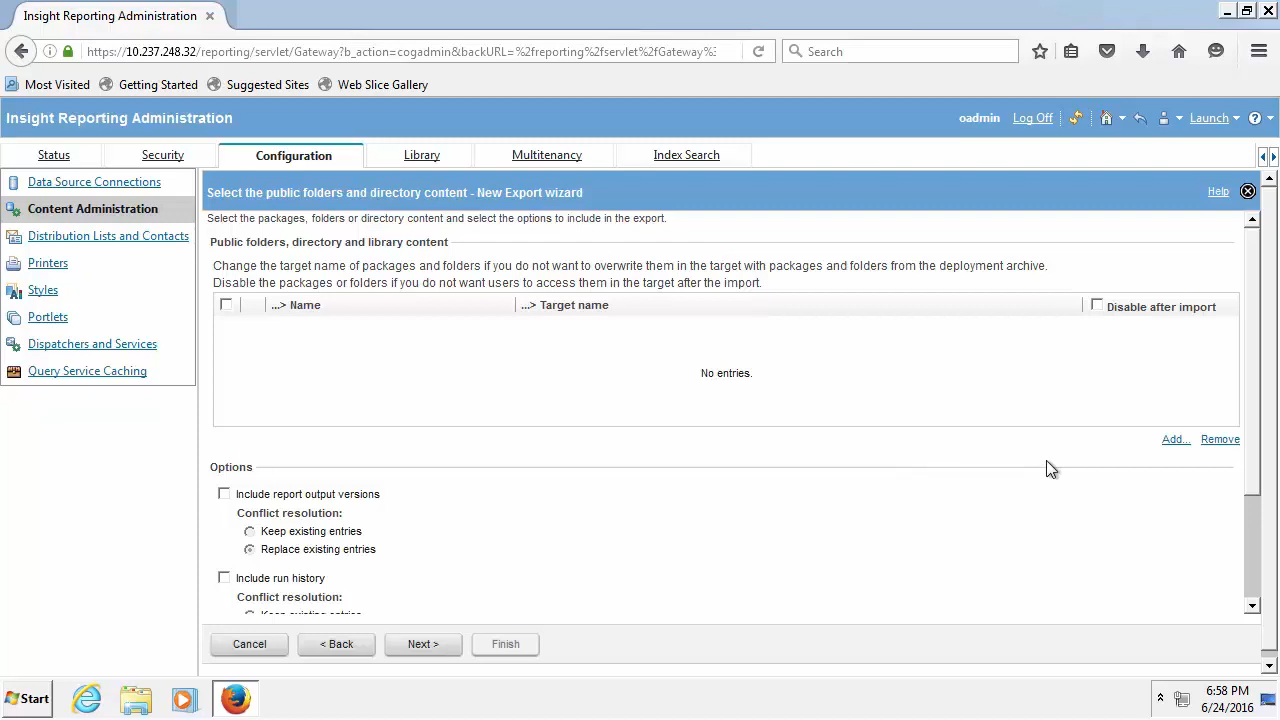 Insight Reporting Administration
https://10.237.248.32/reporting/servlet/Gateway?b_action=cogadmin&backURL=%2freporting%2fservlet%2fGateway%3
Search
Most Visited Getting Started Suggested Sites Web Slice Gallery
Insight Reporting Administration oadmin Log Off Launch
Status Security Configuration Library Multitenancy Index Search
Data Source Connections
Content Administration
Distribution Lists and Contacts
Printers
Styles
Portlets
Dispatchers and Services
Query Service Caching
Select the public folders and directory content - New Export wizard Help
Select the packages, folders or directory content and select the options to include in the export.
Public folders, directory and library content
Change the target name of packages and folders if you do not want to overwrite them in the target with packages and folders from the deployment archive.
Disable the packages or folders if you do not want users to access them in the target after the import.
...> Name ...> Target name Disable after import
No entries.
Add... Remove
Options
Include report output versions
Conflict resolution:
Keep existing entries
Replace existing entries
Include run history
Conflict resolution:
Keep existing entries
Cancel < Back Next > Finish
Start
6:58 PM
6/24/2016